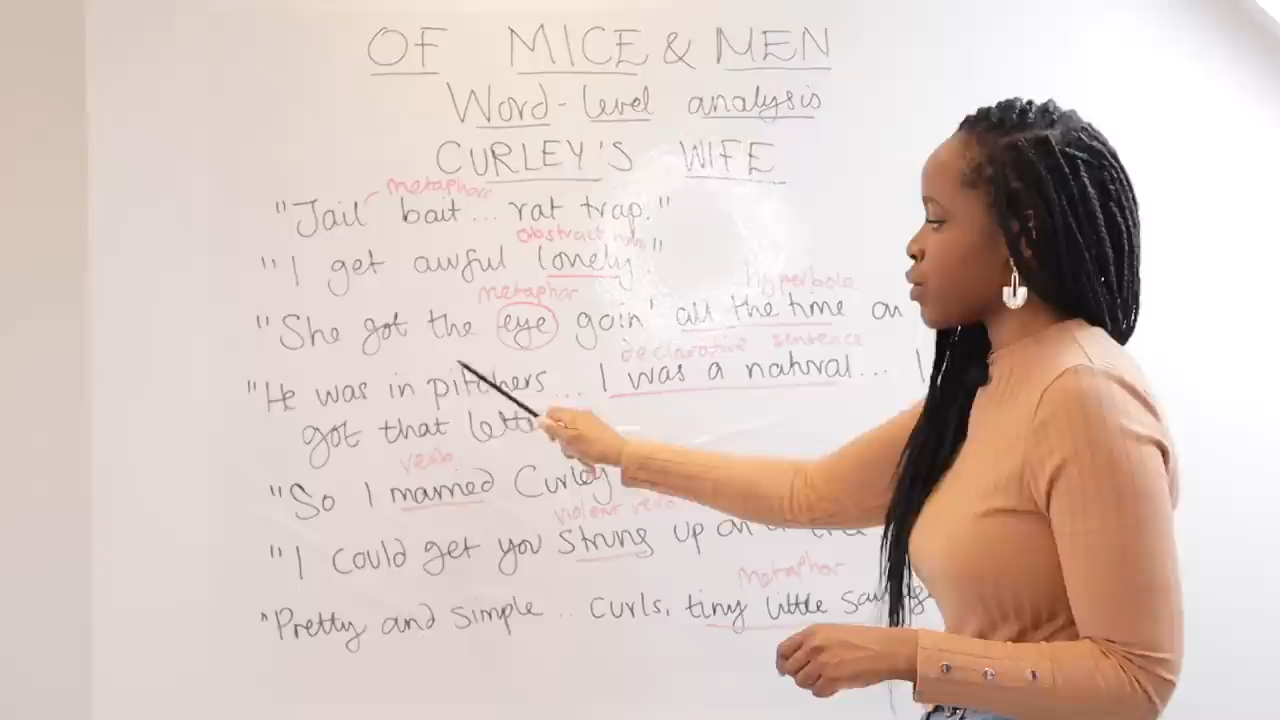 OF MICE & MEN
Word-level analysis
CURLEY'S WIFE
metaphor
"Jail bait... rat trap."
abstract noun
"I get awful lonely."
metaphor hyperbole
"She got the eye goin' all the time on
declarative sentence
"He was in pitchers... I was a natural... I
got that
verb
"So I married Curley
violent verb
"I could get you strung up on a
metaphor
"Pretty and simple .. curls, tiny little